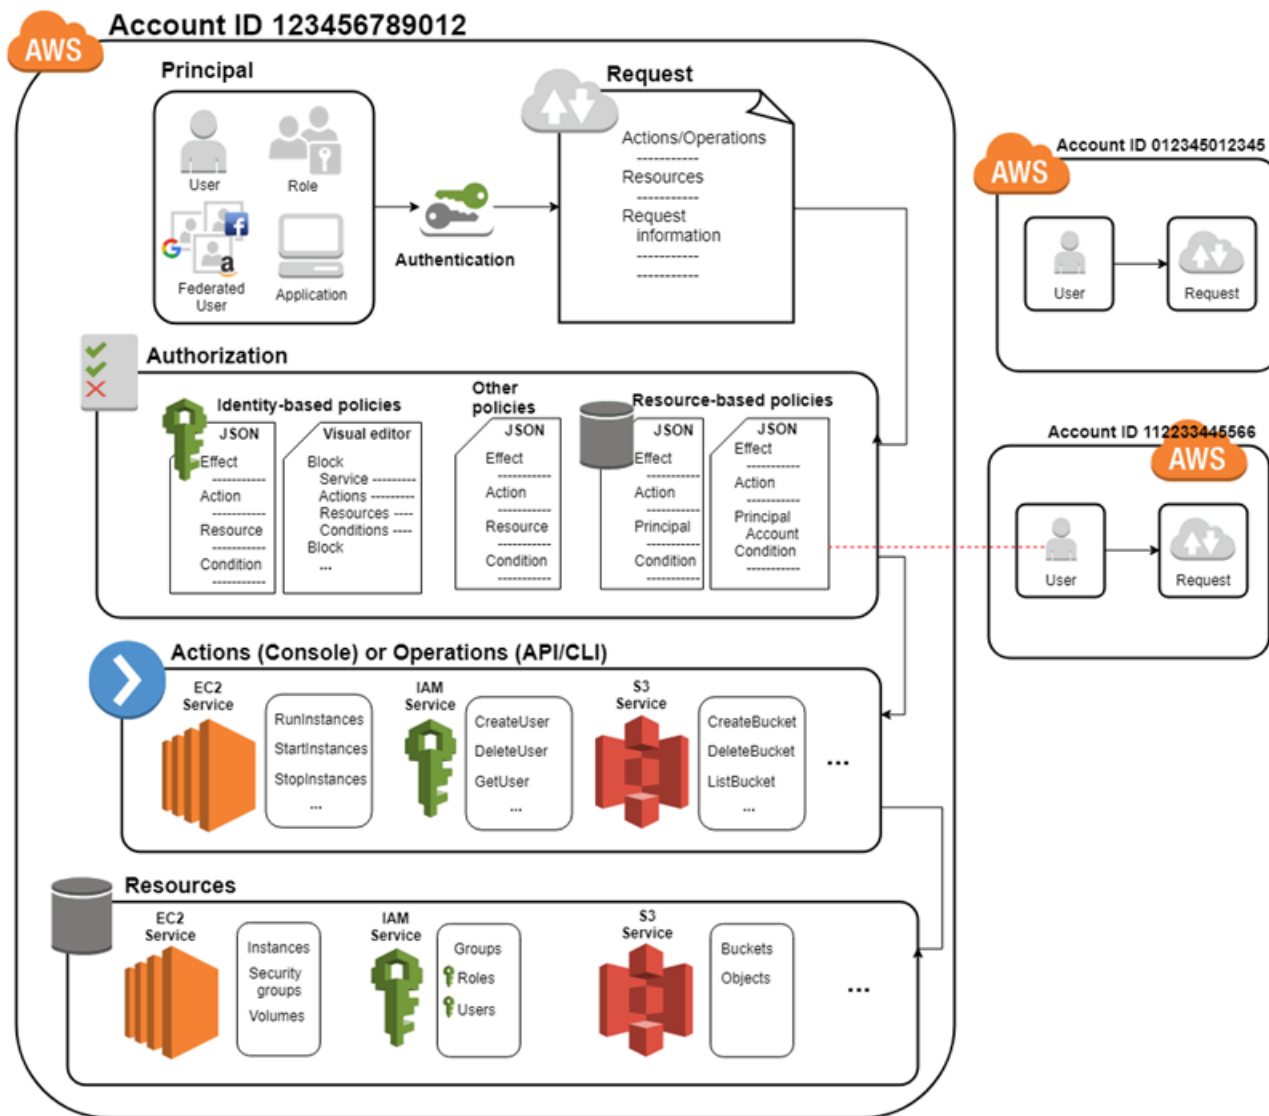 AWS
Account ID 123456789012
Principal
User
Role
Federated
User
Application
Authentication
Request
Actions/Operations
-----------
Resources
-----------
Request
information
-----------
-----------
AWS
Account ID 012345012345
User
Request
Authorization
Identity-based policies
JSON
Effect
-----------
Action
-----------
Resource
-----------
Condition
-----------
Visual editor
Block
Service ---------
Actions ---------
Resources ----
Conditions ----
Block
...
Other
policies
JSON
Effect
-----------
Action
-----------
Resource
-----------
Condition
-----------
Resource-based policies
JSON
Effect
-----------
Action
-----------
Principal
-----------
Condition
-----------
JSON
Effect
-----------
Action
-----------
Principal
Account
Condition
-----------
Account ID 112233445566
AWS
User
Request
Actions (Console) or Operations (API/CLI)
EC2
Service
RunInstances
StartInstances
StopInstances
...
IAM
Service
CreateUser
DeleteUser
GetUser
...
S3
Service
CreateBucket
DeleteBucket
ListBucket
...
...
Resources
EC2
Service
Instances
Security
groups
Volumes
IAM
Service
Groups
Roles
Users
S3
Service
Buckets
Objects
...